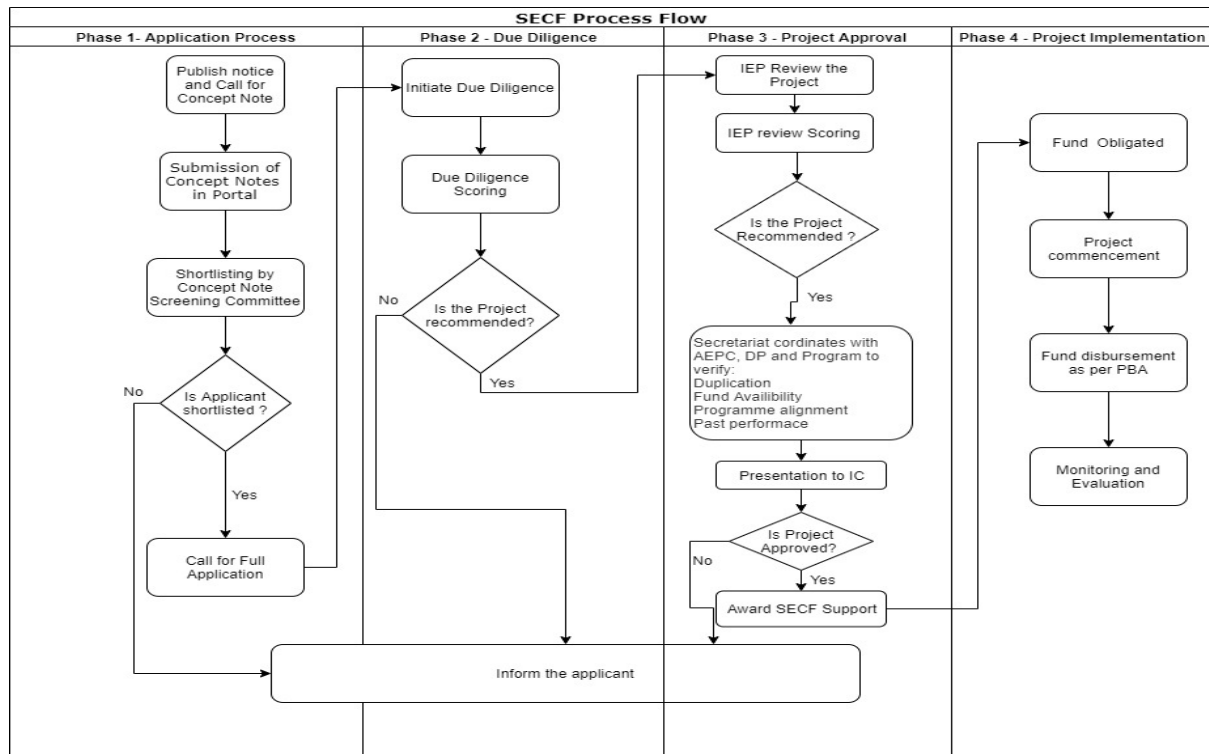 SECF Process Flow
Phase 1- Application Process
Phase 2 - Due Diligence
Phase 3 - Project Approval
Phase 4 - Project Implementation
Publish notice
and Call for
Concept Note
Submission of
Concept Notes
in Portal
Shortlisting by
Concept Note
Screening Committee
Is Applicant
shortlisted ?
No
Yes
Call for Full
Application
Initiate Due Diligence
Due Diligence
Scoring
Is the Project
recommended?
No
Yes
IEP Review the
Project
IEP review Scoring
Is the Project
Recommended ?
Yes
Secretariat cordinates with
AEPC, DP and Program to
verify:
Duplication
Fund Availibility
Programme alignment
Past performace
Presentation to IC
Is Project
Approved?
No
Yes
Award SECF Support
Inform the applicant
Fund Obligated
Project
commencement
Fund disbursement
as per PBA
Monitoring and
Evaluation